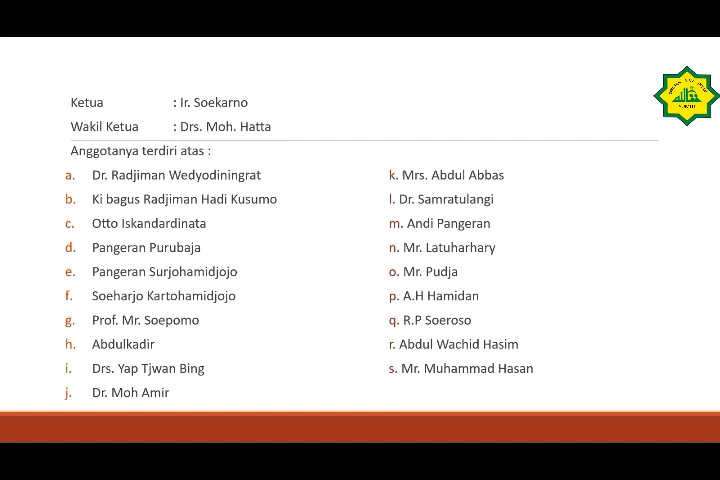 Ketua : Ir. Soekarno
Wakil Ketua : Drs. Moh. Hatta
Anggotanya terdiri atas :
a. Dr. Radjiman Wedyodiningrat
b. Ki bagus Radjiman Hadi Kusumo
c. Otto Iskandardinata
d. Pangeran Purubaja
e. Pangeran Surjohamidjojo
f. Soeharjo Kartohamidjojo
g. Prof. Mr. Soepomo
h. Abdulkadir
i. Drs. Yap Tjwan Bing
j. Dr. Moh Amir
k. Mrs. Abdul Abbas
l. Dr. Samratulangi
m. Andi Pangeran
n. Mr. Latuharhary
o. Mr. Pudja
p. A.H Hamidan
q. R.P Soeroso
r. Abdul Wachid Hasim
s. Mr. Muhammad Hasan